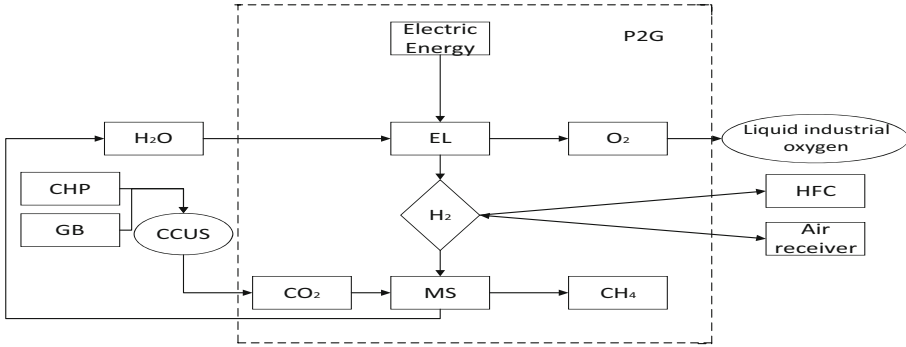 Electric
Energy
P2G
H₂O
EL
O₂
Liquid industrial
oxygen
CHP
HFC
H₂
GB
CCUS
Air
receiver
CO₂
MS
CH₄